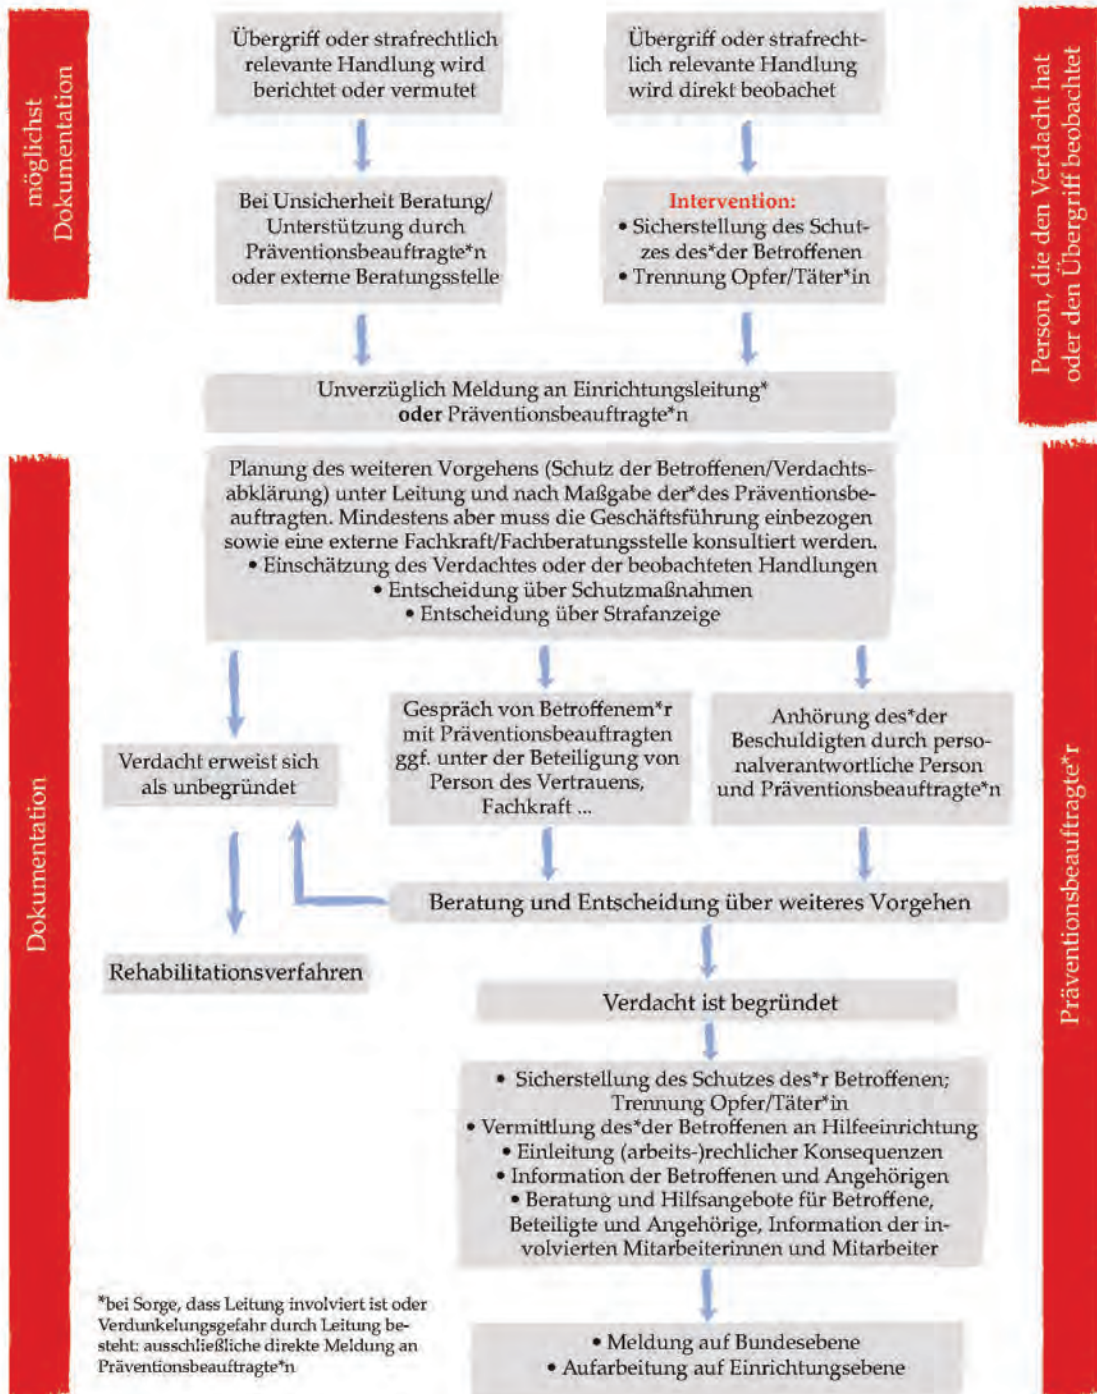 möglichst
Dokumentation
Übergriff oder strafrechtlich
relevante Handlung wird
berichtet oder vermutet
Übergriff oder strafrecht-
lich relevante Handlung
wird direkt beobachet
Person, die den Verdacht hat
oder den Übergriff beobachtet
Bei Unsicherheit Beratung/
Unterstützung durch
Präventionsbeauftragte*n
oder externe Beratungsstelle
Intervention:
• Sicherstellung des Schut-
zes des*der Betroffenen
• Trennung Opfer/Täter*in
Unverzüglich Meldung an Einrichtungsleitung*
oder Präventionsbeauftragte*n
Dokumentation
Planung des weiteren Vorgehens (Schutz der Betroffenen/Verdachts-
abklärung) unter Leitung und nach Maßgabe der*des Präventionsbe-
auftragten. Mindestens aber muss die Geschäftsführung einbezogen
sowie eine externe Fachkraft/Fachberatungsstelle konsultiert werden.
• Einschätzung des Verdachtes oder der beobachteten Handlungen
• Entscheidung über Schutzmaßnahmen
• Entscheidung über Strafanzeige
Präventionsbeauftragte*r
Verdacht erweist sich
als unbegründet
Gespräch von Betroffenem*r
mit Präventionsbeauftragten
ggf. unter der Beteiligung von
Person des Vertrauens,
Fachkraft ...
Anhörung des*der
Beschuldigten durch perso-
nalverantwortliche Person
und Präventionsbeauftragte*n
Beratung und Entscheidung über weiteres Vorgehen
Rehabilitationsverfahren
Verdacht ist begründet
• Sicherstellung des Schutzes des*r Betroffenen;
Trennung Opfer/Täter*in
• Vermittlung des*der Betroffenen an Hilfeeinrichtung
• Einleitung (arbeits-)rechlicher Konsequenzen
• Information der Betroffenen und Angehörigen
• Beratung und Hilfsangebote für Betroffene,
Beteiligte und Angehörige, Information der in-
volvierten Mitarbeiterinnen und Mitarbeiter
*bei Sorge, dass Leitung involviert ist oder
Verdunkelungsgefahr durch Leitung be-
steht: ausschließliche direkte Meldung an
Präventionsbeauftragte*n
• Meldung auf Bundesebene
• Aufarbeitung auf Einrichtungsebene